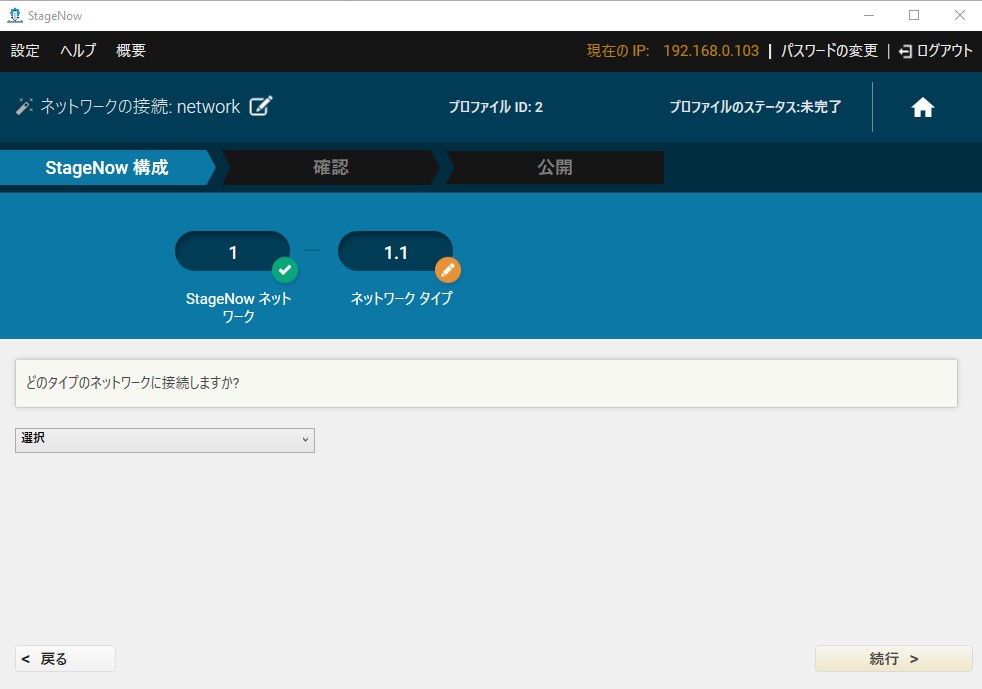 StageNow
設定 ヘルプ 概要 現在の IP: 192.168.0.103 | パスワードの変更 | ログアウト
ネットワークの接続: network プロファイル ID: 2 プロファイルのステータス:未完了
StageNow 構成 確認 公開
1 1.1
StageNow ネット ネットワーク タイプ
ワーク
どのタイプのネットワークに接続しますか?
選択
< 戻る 続行 >